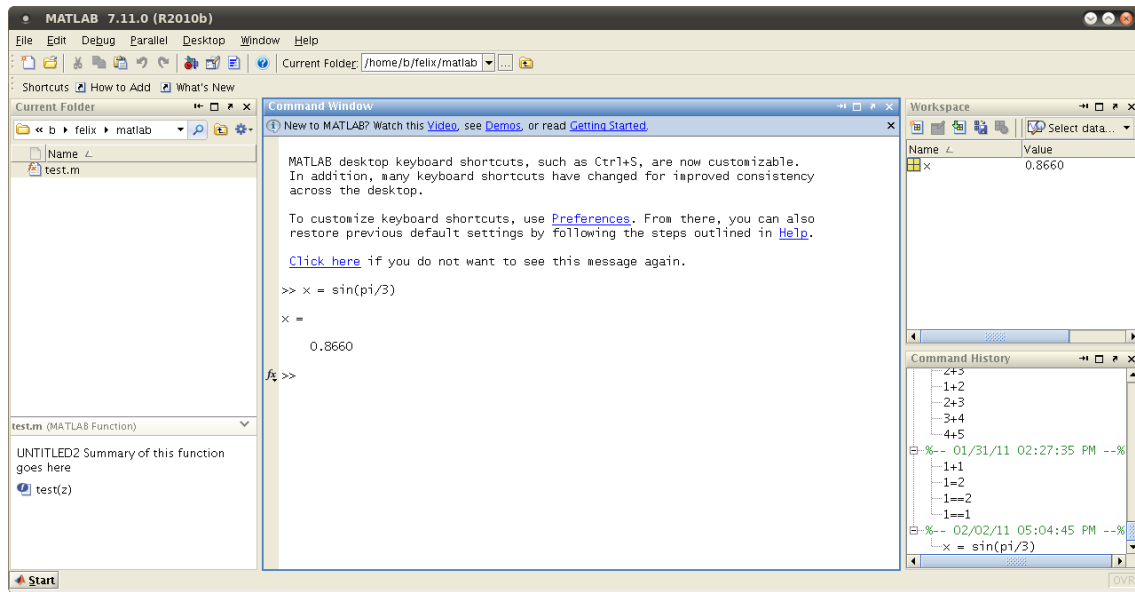 MATLAB 7.11.0 (R2010b)
File Edit Debug Parallel Desktop Window Help
Current Folder: /home/b/felix/matlab ...
Shortcuts How to Add What's New
Current Folder
« b felix matlab
Name
test.m
test.m (MATLAB Function)
UNTITLED2 Summary of this function
goes here
test(z)
Command Window
New to MATLAB? Watch this Video, see Demos, or read Getting Started.
MATLAB desktop keyboard shortcuts, such as Ctrl+S, are now customizable.
In addition, many keyboard shortcuts have changed for improved consistency
across the desktop.
To customize keyboard shortcuts, use Preferences. From there, you can also
restore previous default settings by following the steps outlined in Help.
Click here if you do not want to see this message again.
>> x = sin(pi/3)
x =
0.8660
fx >>
Workspace
Select data...
Name Value
x 0.8660
Command History
2+3
1+2
2+3
3+4
4+5
%-- 01/31/11 02:27:35 PM --%
1+1
1=2
1==2
1==1
%-- 02/02/11 05:04:45 PM --%
x = sin(pi/3)
Start
OVR